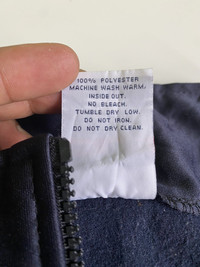 100% POLYESTER
MACHINE WASH WARM,
INSIDE OUT.
NO BLEACH.
TUMBLE DRY LOW.
DO NOT IRON.
DO NOT DRY CLEAN.